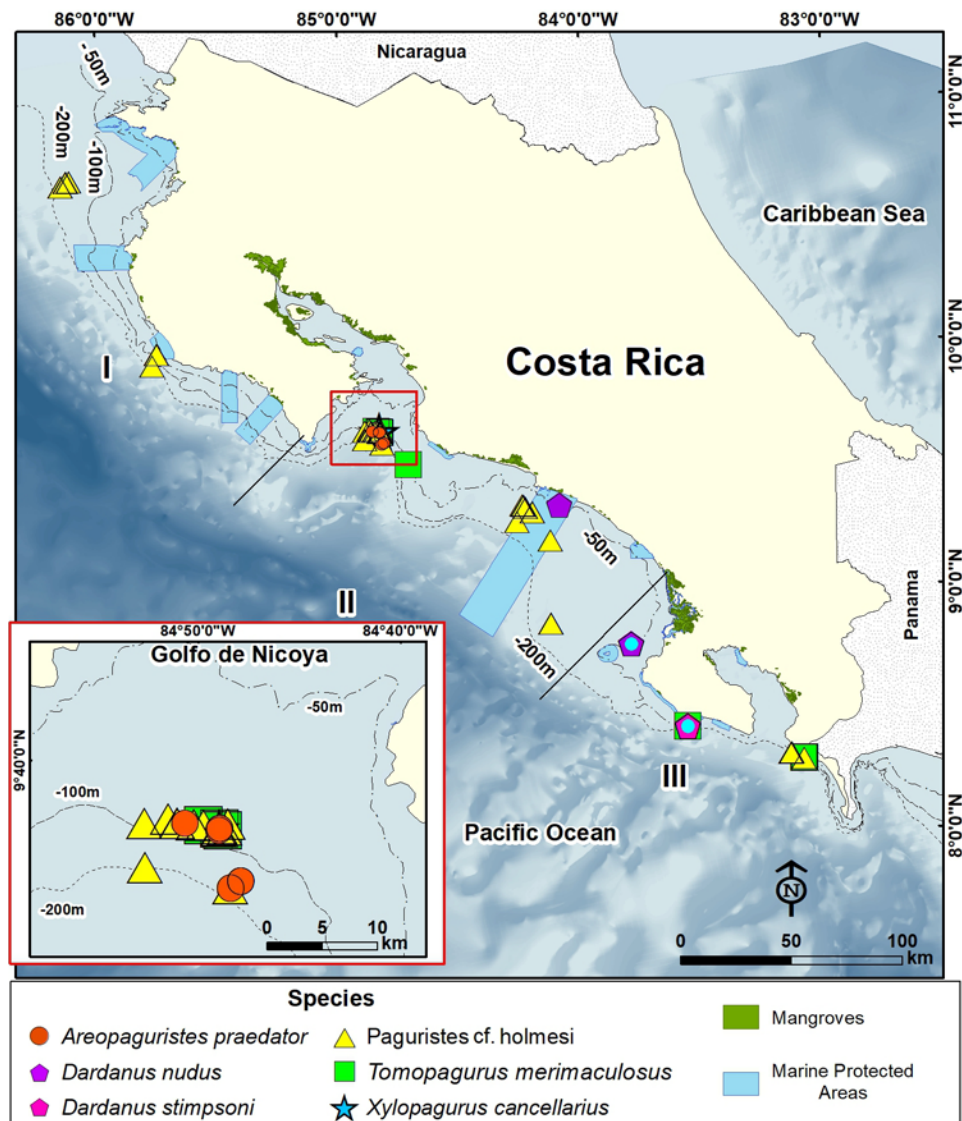 86°0'0"W 85°0'0"W 84°0'0"W 83°0'0"W
Nicaragua
-50m
-200m
-100m
11°0'0"N
Caribbean Sea
10°0'0"N
I
Costa Rica
-50m
9°0'0"N
II
-200m
Panama
84°50'0"W 84°40'0"W
Golfo de Nicoya
-50m
9°40'0"N
-100m
-200m
0 5 10
km
III
Pacific Ocean
8°0'0"N
N
0 50 100
km
Species
Areopaguristes praedator
Dardanus nudus
Dardanus stimpsoni
Paguristes cf. holmesi
Tomopagurus merimaculosus
Xylopagurus cancellarius
Mangroves
Marine Protected
Areas